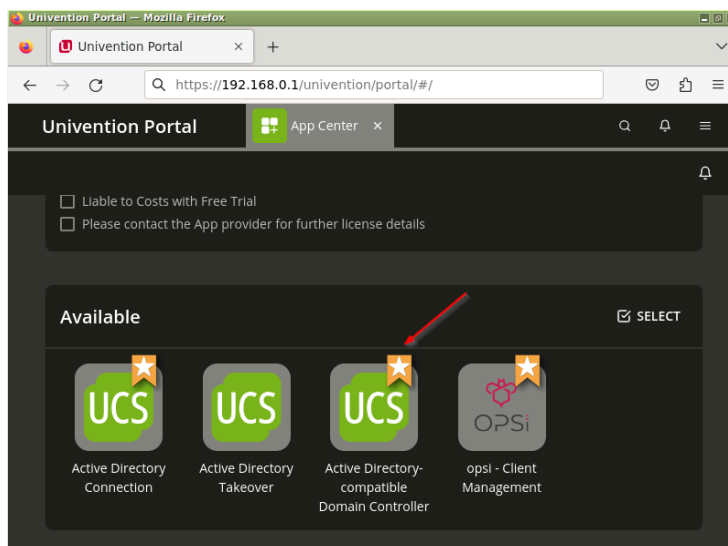 Univention Portal — Mozilla Firefox
Univention Portal
https://192.168.0.1/univention/portal/#/
Univention Portal
App Center
Liable to Costs with Free Trial
Please contact the App provider for further license details
Available
SELECT
UCS
UCS
UCS
OPSi
Active Directory
Connection
Active Directory
Takeover
Active Directory-
compatible
Domain Controller
opsi - Client
Management